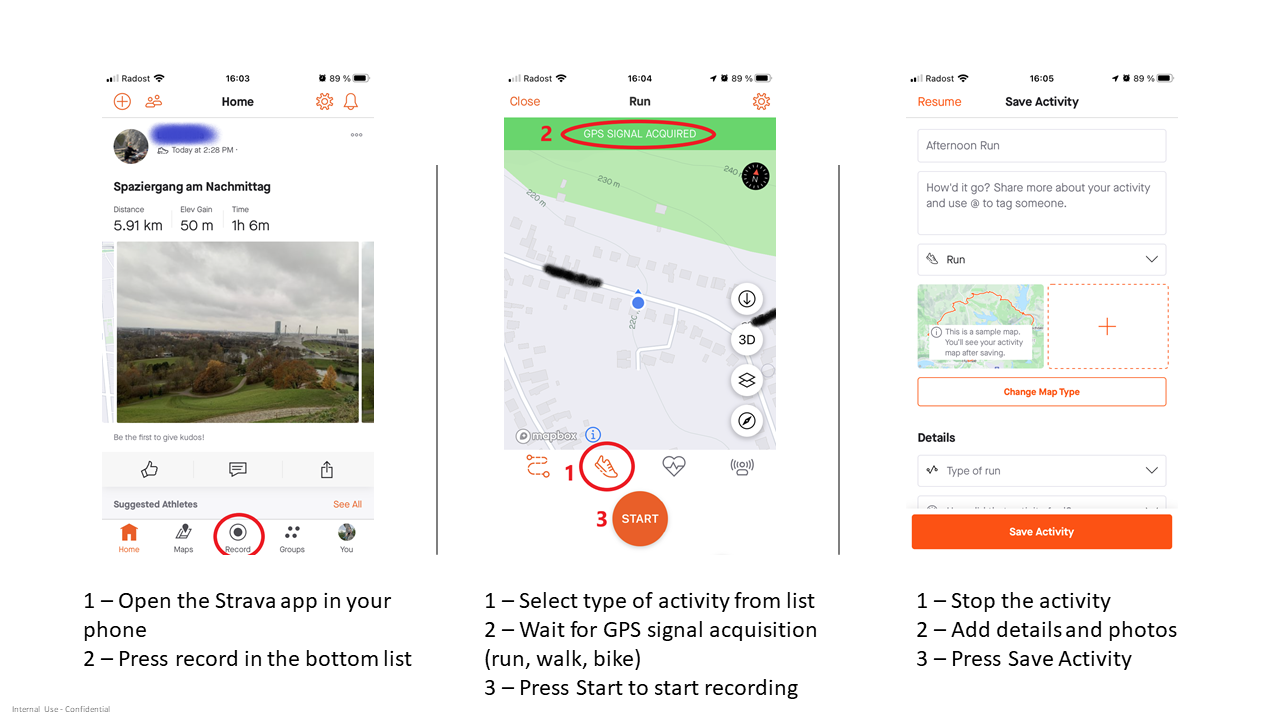 Radost 16:03 89 %
Home
Today at 2:28 PM ·
Spaziergang am Nachmittag
Distance Elev Gain Time
5.91 km 50 m 1h 6m
Be the first to give kudos!
Suggested Athletes See All
Home Maps Record Groups You
1 – Open the Strava app in your
phone
2 – Press record in the bottom list
Radost 16:04 89 %
Close Run
2 GPS SIGNAL ACQUIRED
240
N
230 m
220 m
220
3D
mapbox
1
3 START
1 – Select type of activity from list
2 – Wait for GPS signal acquisition
(run, walk, bike)
3 – Press Start to start recording
Radost 16:05 89 %
Resume Save Activity
Afternoon Run
How'd it go? Share more about your activity
and use @ to tag someone.
Run
This is a sample map.
You'll see your activity
map after saving.
Change Map Type
Details
Type of run
Save Activity
1 – Stop the activity
2 – Add details and photos
3 – Press Save Activity
Internal Use - Confidential